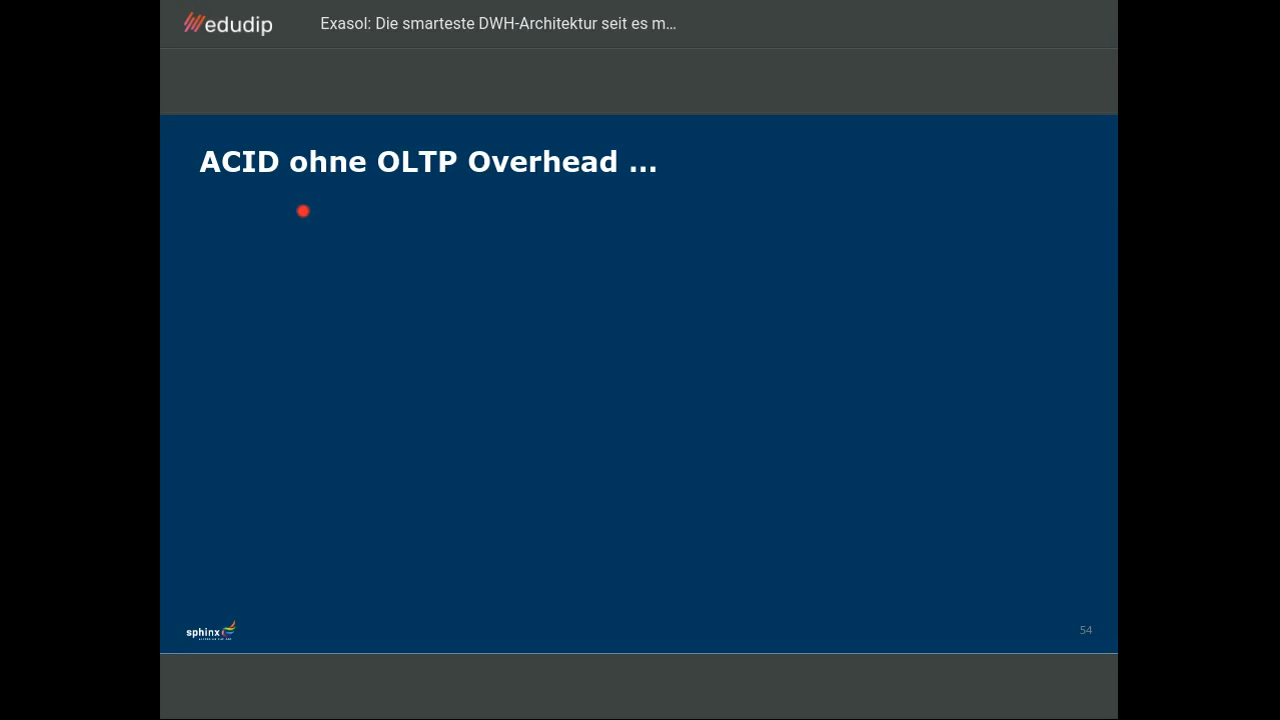 edudip
Exasol: Die smarteste DWH-Architektur seit es m…
ACID ohne OLTP Overhead ...
sphinx
54